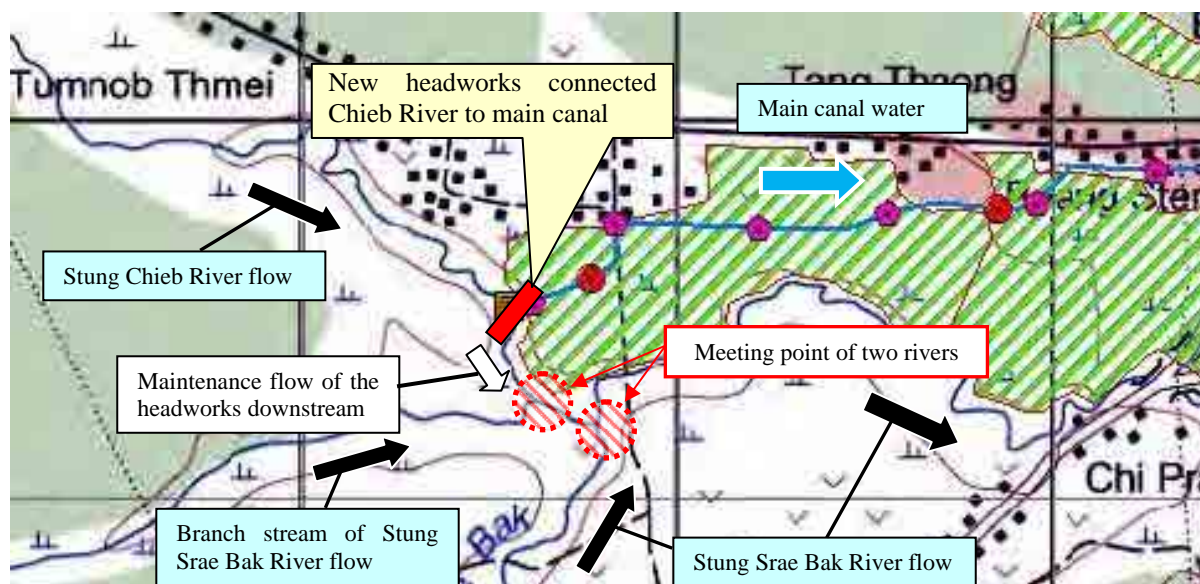 Tumnob Thmei
New headworks connected
Chieb River to main canal
Tang Thaong
Main canal water
Stung Chieb River flow
Meeting point of two rivers
Maintenance flow of the
headworks downstream
Chi Pra
Branch stream of Stung
Srae Bak River flow
Bak
Stung Srae Bak River flow